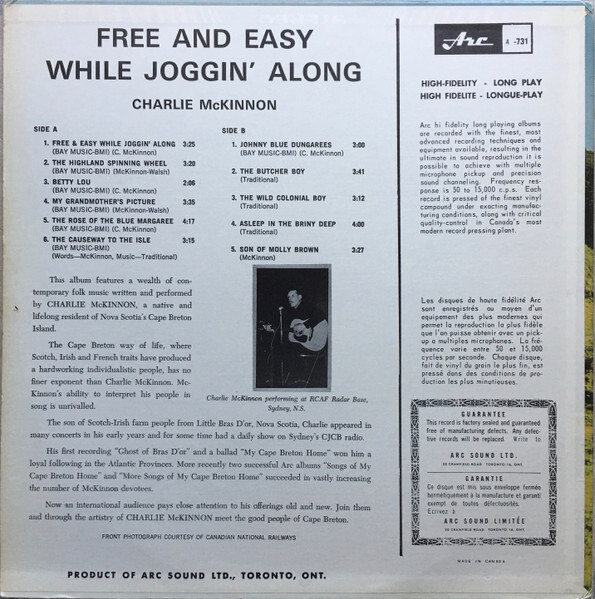 FREE AND EASY
WHILE JOGGIN' ALONG
CHARLIE McKINNON
SIDE A
1. FREE & EASY WHILE JOGGIN' ALONG 3:25
(BAY MUSIC-BMI) (C. McKinnon)
2. THE HIGHLAND SPINNING WHEEL 3:20
(BAY MUSIC-BMI) (McKinnon-Walsh)
3. BETTY LOU 2:06
(BAY MUSIC-BMI) (C. McKinnon)
4. MY GRANDMOTHER'S PICTURE 3:35
(BAY MUSIC-BMI) (McKinnon-Walsh)
5. THE ROSE OF THE BLUE MARGAREE 4:17
(BAY MUSIC-BMI)
6. THE CAUSEWAY TO THE ISLE 3:15
(BAY MUSIC-BMI)
(Words—McKinnon, Music—Traditional)
SIDE B
1. JOHNNY BLUE DUNGAREES 3:00
(BAY MUSIC-BMI) (C. McKinnon)
2. THE BUTCHER BOY 3:41
(Traditional)
3. THE WILD COLONIAL BOY 3:12
(Traditional)
4. ASLEEP IN THE BRINY DEEP 4:00
(Traditional)
5. SON OF MOLLY BROWN 3:27
(McKinnon)
This album features a wealth of con-
temporary folk music written and performed
by CHARLIE McKINNON, a native and
lifelong resident of Nova Scotia's Cape Breton
Island.
The Cape Breton way of life, where
Scotch, Irish and French traits have produced
a hardworking individualistic people, has no
finer exponent than Charlie McKinnon. Mc-
Kinnon's ability to interpret his people in
song is unrivalled.
Charlie McKinnon performing at RCAF Radar Base,
Sydney, N.S.
The son of Scotch-Irish farm people from Little Bras D'or, Nova Scotia, Charlie appeared in
many concerts in his early years and for some time had a daily show on Sydney's CJCB radio.
His first recording "Ghost of Bras D'or" and a ballad "My Cape Breton Home" won him a
loyal following in the Atlantic Provinces. More recently two successful Arc albums "Songs of My
Cape Breton Home" and "More Songs of My Cape Breton Home" succeeded in vastly increasing
the number of McKinnon devotees.
Now an international audience pays close attention to his offerings old and new. Join them
and through the artistry of CHARLIE McKINNON meet the good people of Cape Breton.
FRONT PHOTOGRAPH COURTESY OF CANADIAN NATIONAL RAILWAYS
PRODUCT OF ARC SOUND LTD., TORONTO, ONT.
Arc A -731
HIGH-FIDELITY - LONG PLAY
HIGH FIDELITE - LONGUE-PLAY
Arc hi fidelity long playing albums
are recorded with the finest, most
advanced recording techniques and
equipment available, resulting in the
ultimate in sound reproduction it is
possible to achieve with multiple
microphone pickup and precision
sound channeling. Frequency res-
ponse is 50 to 15,000 c.p.s. Each
record is pressed of the finest vinyl
compound under exacting manufac-
turing conditions, along with critical
quality-control in Canada's most
modern record pressing plant.
Les disques de haute fidélité Arc
sont enregistrés au moyen d'un
équipement des plus modernes qui
permet la reproduction la plus fidèle
que l'on puisse obtenir avec un pick-
up a multiples microphones. La fré-
quence varie entre 50 et 15,000
cycles par seconde. Chaque disque,
fait de vinyl du grain le plus fin, est
pressé dans des conditions de pro-
duction les plus minutieuses.
GUARANTEE
This record is factory sealed and guaranteed
free of manufacturing defects. Any defec-
tive records will be replaced. Write to
ARC SOUND LTD.
20 CRANFIELD ROAD TORONTO 16, ONT.
GARANTIE
Ce disque est mis sous enveloppe fermée
hermétiquement à la manufacture et garanti
exempt de toutes défectuosités.
Ecrivez à
ARC SOUND LIMITÉE
20 CRANFIELD ROAD, TORONTO 16, ONT.
MADE IN CANADA